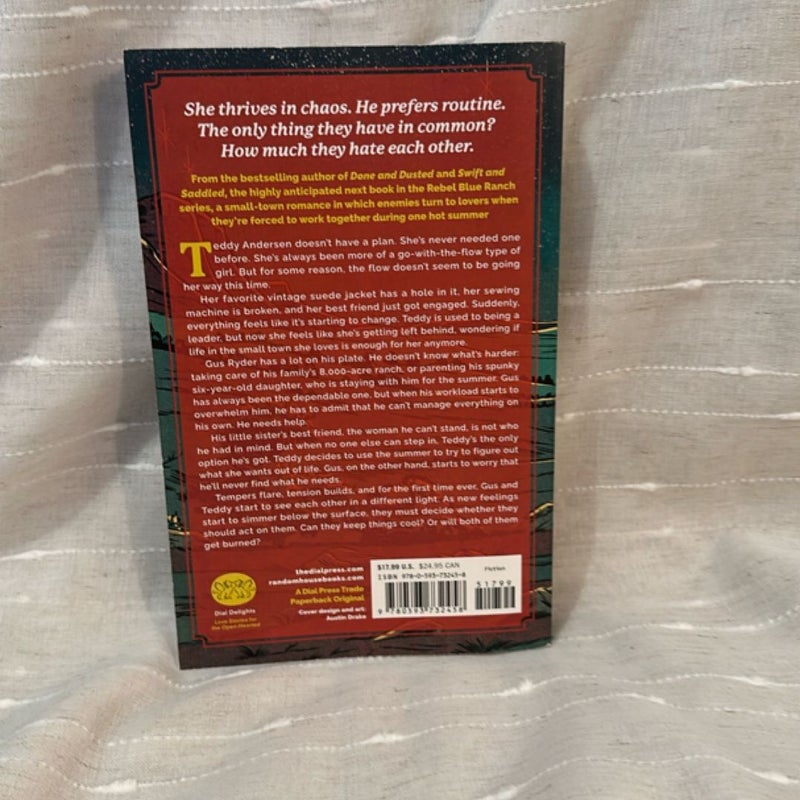 She thrives in chaos. He prefers routine.
The only thing they have in common?
How much they hate each other.
From the bestselling author of Done and Dusted and Swift and
Saddled, the highly anticipated next book in the Rebel Blue Ranch
series, a small-town romance in which enemies turn to lovers when
they're forced to work together during one hot summer
Teddy Andersen doesn't have a plan. She's never needed one
before. She's always been more of a go-with-the-flow type of
girl. But for some reason, the flow doesn't seem to be going
her way this time.
Her favorite vintage suede jacket has a hole in it, her sewing
machine is broken, and her best friend just got engaged. Suddenly,
everything feels like it's starting to change. Teddy is used to being a
leader, but now she feels like she's getting left behind, wondering if
life in the small town she loves is enough for her anymore.
Gus Ryder has a lot on his plate. He doesn't know what's harder:
taking care of his family's 8,000-acre ranch, or parenting his spunky
six-year-old daughter, who is staying with him for the summer. Gus
has always been the dependable one, but when his workload starts to
overwhelm him, he has to admit that he can't manage everything on
his own. He needs help.
His little sister's best friend, the woman he can't stand, is not who
he had in mind. But when no one else can step in, Teddy's the only
option he's got. Teddy decides to use the summer to try to figure out
what she wants out of life. Gus, on the other hand, starts to worry that
he'll never find what he needs.
Tempers flare, tension builds, and for the first time ever, Gus and
Teddy start to see each other in a different light. As new feelings
start to simmer below the surface, they must decide whether they
should act on them. Can they keep things cool? Or will both of them
get burned?
thedialpress.com
randomhousebooks.com
A Dial Press Trade
Paperback Original
Cover design and art:
Austin Drake
Dial Delights
Love Stories for
the Open-Hearted
$17.99 U.S. $24.95 CAN
Fiction
ISBN 978-0-593-73243-8
51799
9 780593 732438